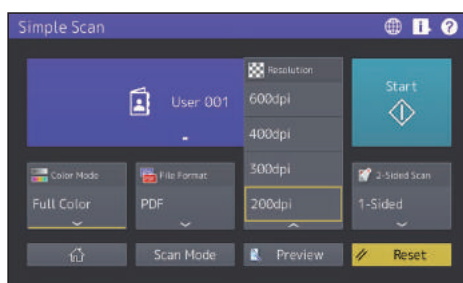 Simple Scan
i
?
User 001
Resolution
600dpi
400dpi
300dpi
200dpi
Start
Color Mode
Full Color
File Format
PDF
2-Sided Scan
1-Sided
Scan Mode
Preview
Reset